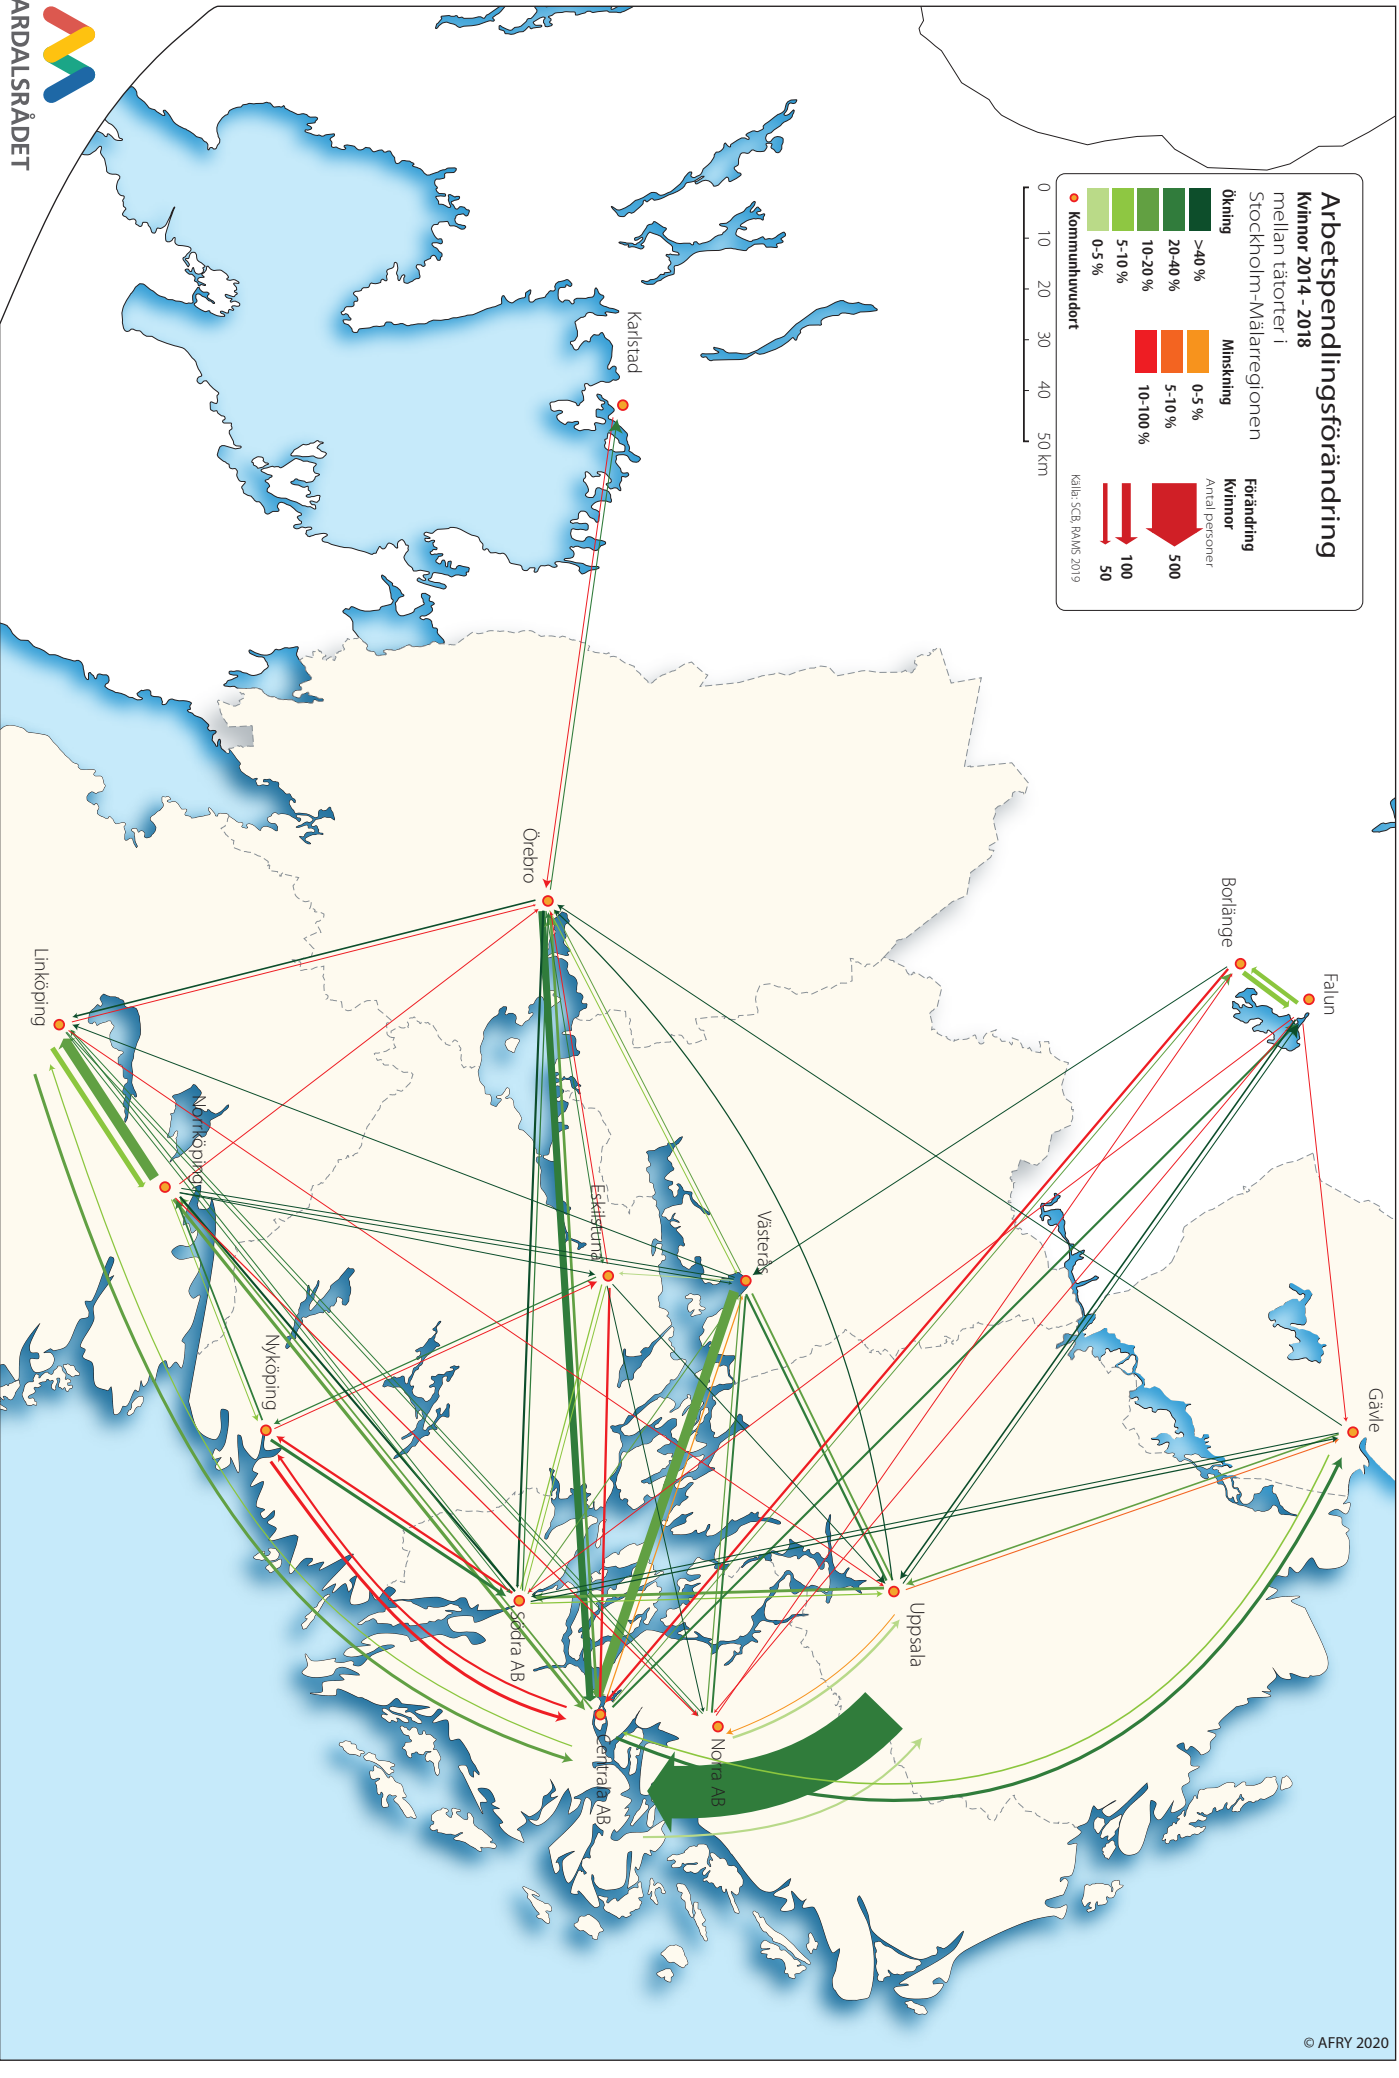 Arbetspendlingsförändring
Kvinnor 2014 - 2018
mellan tätorter i
Stockholm-Mälarregionen
Ökning
>40 %
20-40 %
10-20 %
5-10 %
0-5 %
Minskning
0-5 %
5-10 %
10-100 %
Förändring
Kvinnor
Antal personer
500
100
50
Kommunhuvudort
0 10 20 30 40 50 km
Källa: SCB, RAMS 2019
Falun
Borlänge
Gävle
Karlstad
Örebro
Västerås
Eskilstuna
Uppsala
Norra AB
Centrala AB
Södra AB
Nyköping
Norrköping
Linköping
ARDALSRÅDET
© AFRY 2020